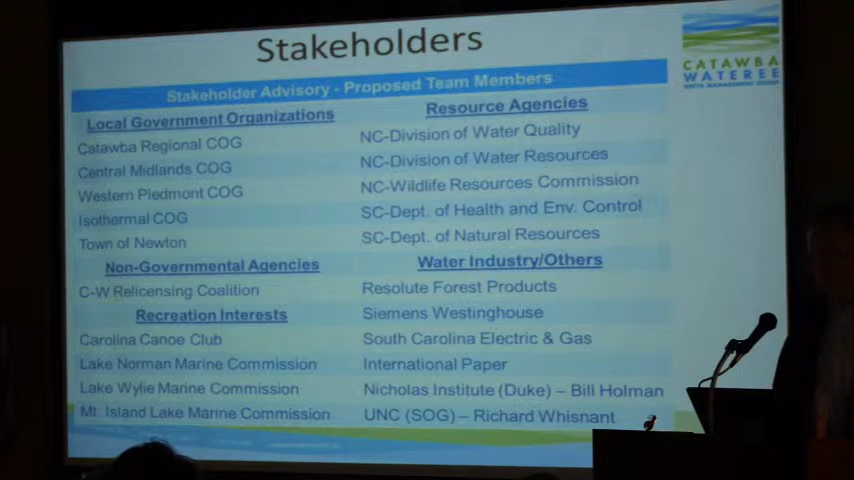 Stakeholders
CATAWBA
WATEREE
WATER MANAGEMENT GROUP
Stakeholder Advisory - Proposed Team Members
Local Government Organizations
Catawba Regional COG
Central Midlands COG
Western Piedmont COG
Isothermal COG
Town of Newton
Non-Governmental Agencies
C-W Relicensing Coalition
Recreation Interests
Carolina Canoe Club
Lake Norman Marine Commission
Lake Wylie Marine Commission
Mt. Island Lake Marine Commission
Resource Agencies
NC-Division of Water Quality
NC-Division of Water Resources
NC-Wildlife Resources Commission
SC-Dept. of Health and Env. Control
SC-Dept. of Natural Resources
Water Industry/Others
Resolute Forest Products
Siemens Westinghouse
South Carolina Electric & Gas
International Paper
Nicholas Institute (Duke) – Bill Holman
UNC (SOG) – Richard Whisnant